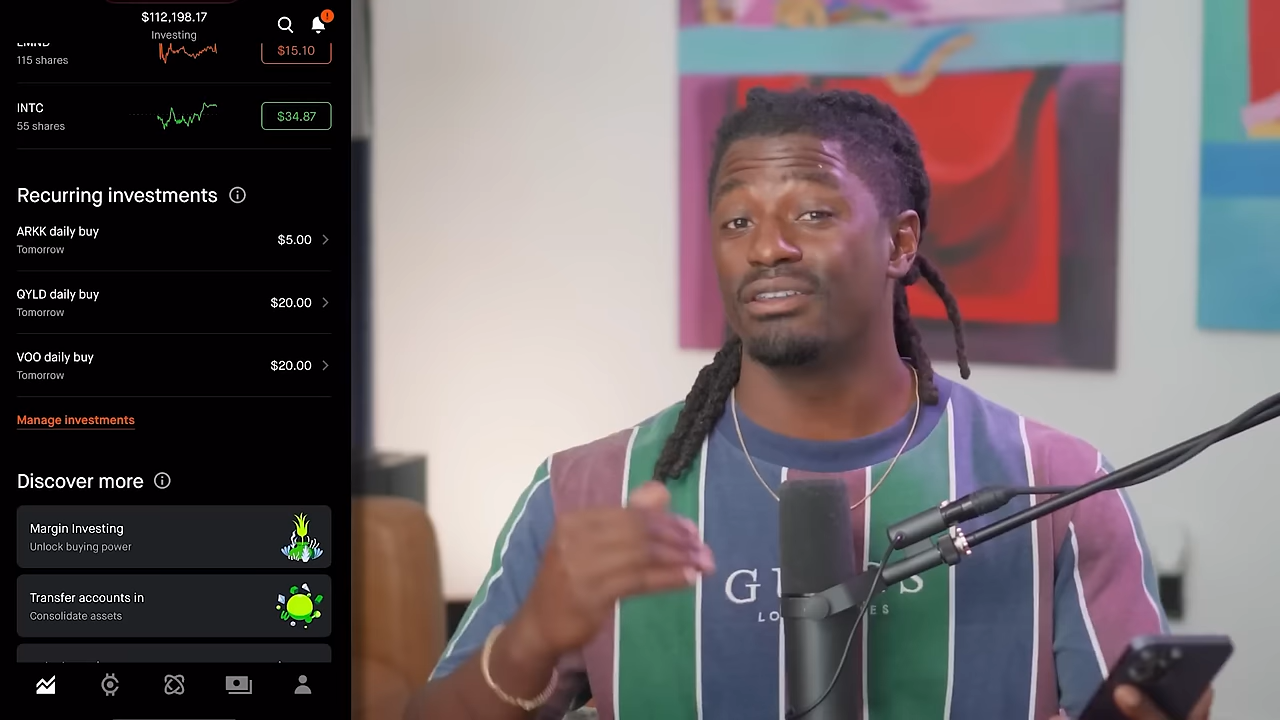 $112,198.17
Investing
LMND
115 shares
$15.10
INTC
55 shares
$34.87
Recurring investments
ARKK daily buy
Tomorrow
$5.00
QYLD daily buy
Tomorrow
$20.00
VOO daily buy
Tomorrow
$20.00
Manage investments
Discover more
Margin Investing
Unlock buying power
Transfer accounts in
Consolidate assets